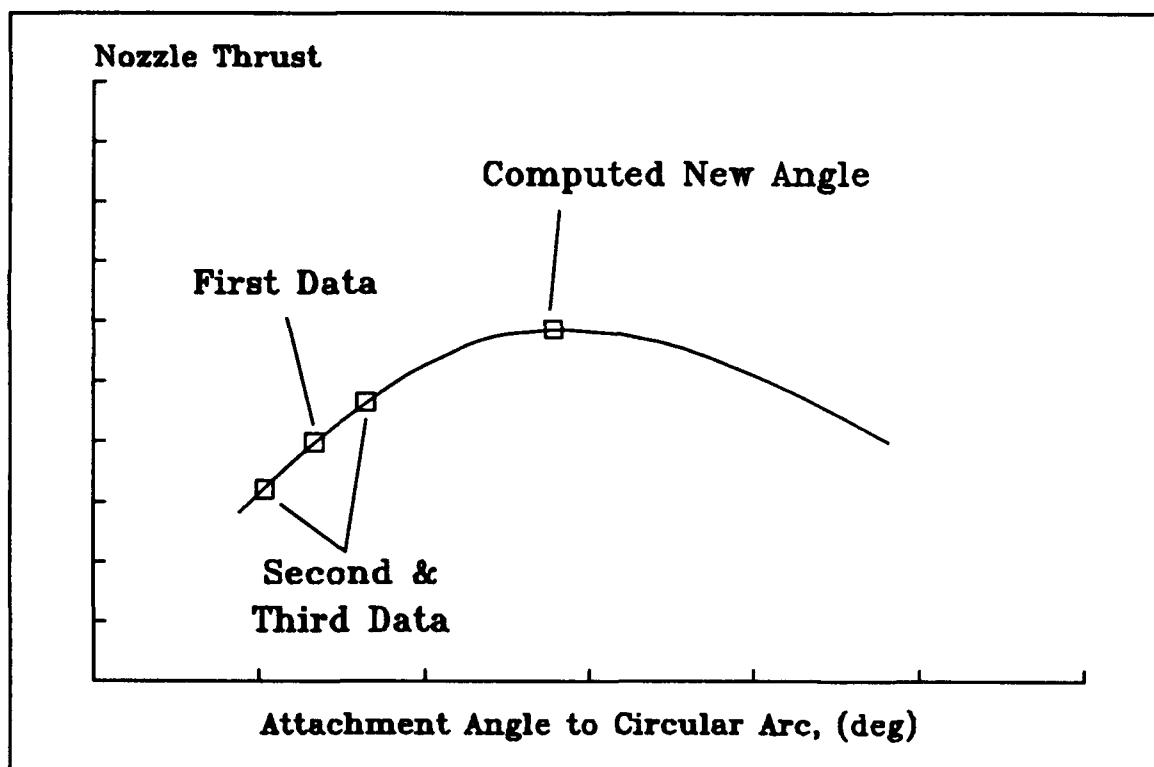 Nozzle Thrust
Computed New Angle
First Data
Second &
Third Data
Attachment Angle to Circular Arc, (deg)